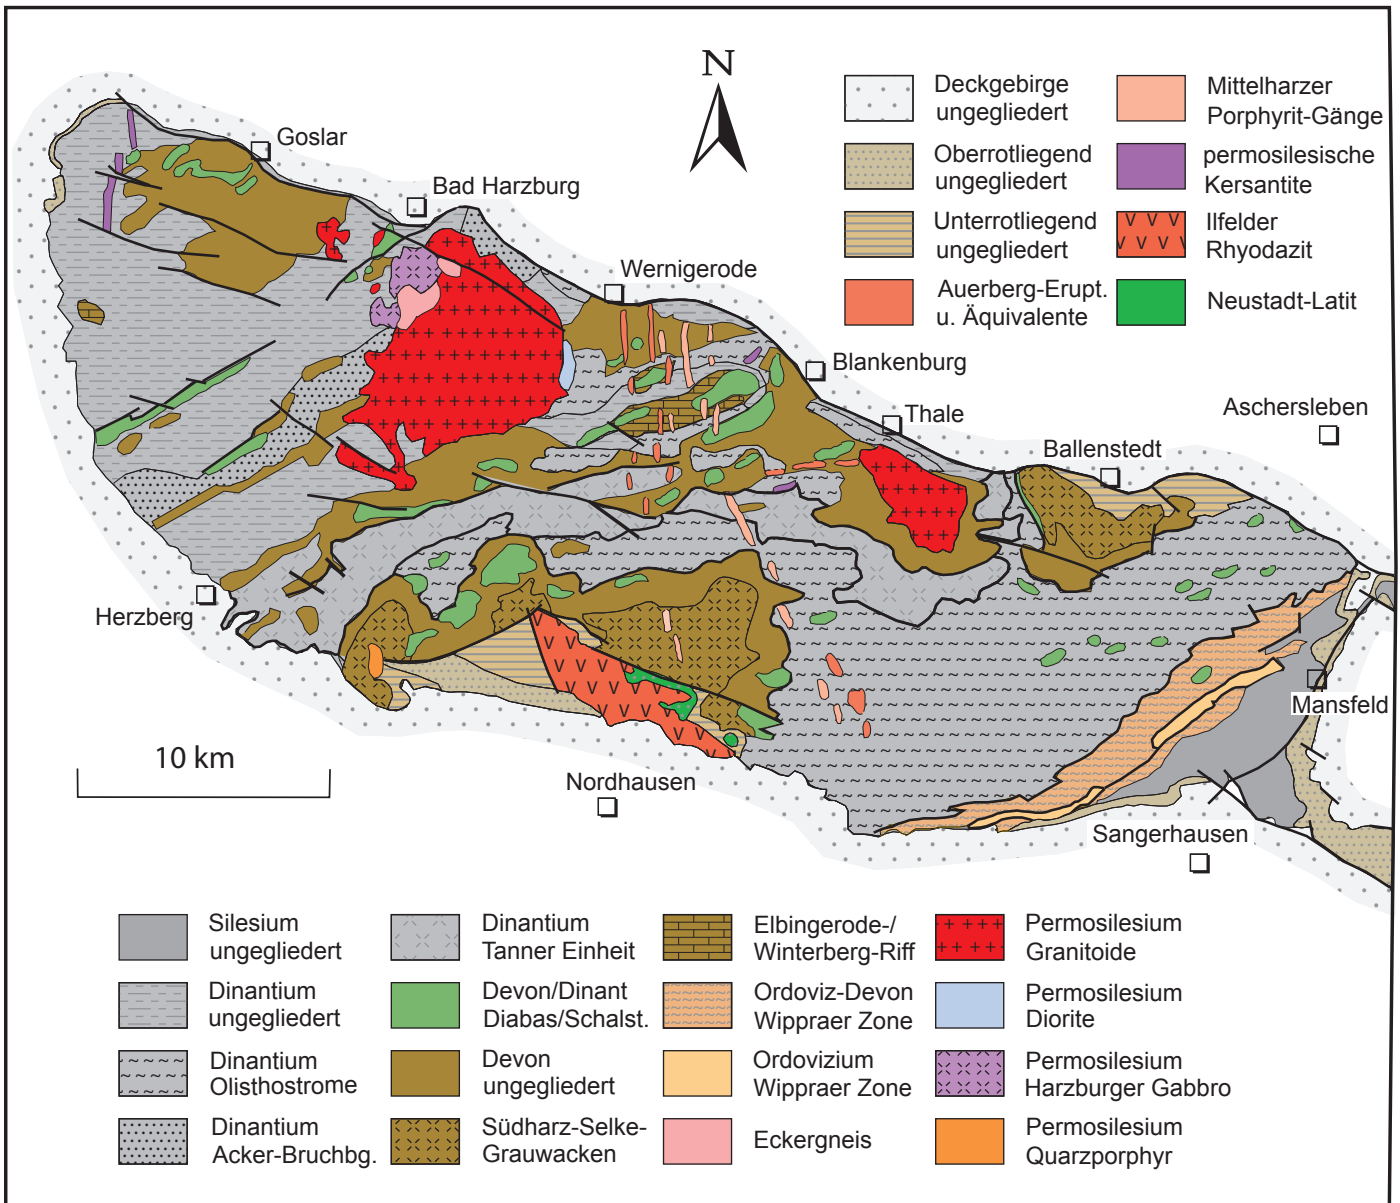 N
Goslar
Bad Harzburg
Wernigerode
Blankenburg
Thale
Aschersleben
Ballenstedt
Herzberg
Mansfeld
Nordhausen
Sangerhausen
10 km
Deckgebirge
ungegliedert
Oberrotliegend
ungegliedert
Unterrotliegend
ungegliedert
Auerberg-Erupt.
u. Äquivalente
Mittelharzer
Porphyrit-Gänge
permosilesische
Kersantite
Ilfelder
Rhyodazit
Neustadt-Latit
Silesium
ungegliedert
Dinantium
ungegliedert
Dinantium
Olisthostrome
Dinantium
Acker-Bruchbg.
Dinantium
Tanner Einheit
Devon/Dinant
Diabas/Schalst.
Devon
ungegliedert
Südharz-Selke-
Grauwacken
Elbingerode-/
Winterberg-Riff
Ordoviz-Devon
Wippraer Zone
Ordovizium
Wippraer Zone
Eckergneis
Permosilesium
Granitoide
Permosilesium
Diorite
Permosilesium
Harzburger Gabbro
Permosilesium
Quarzporphyr